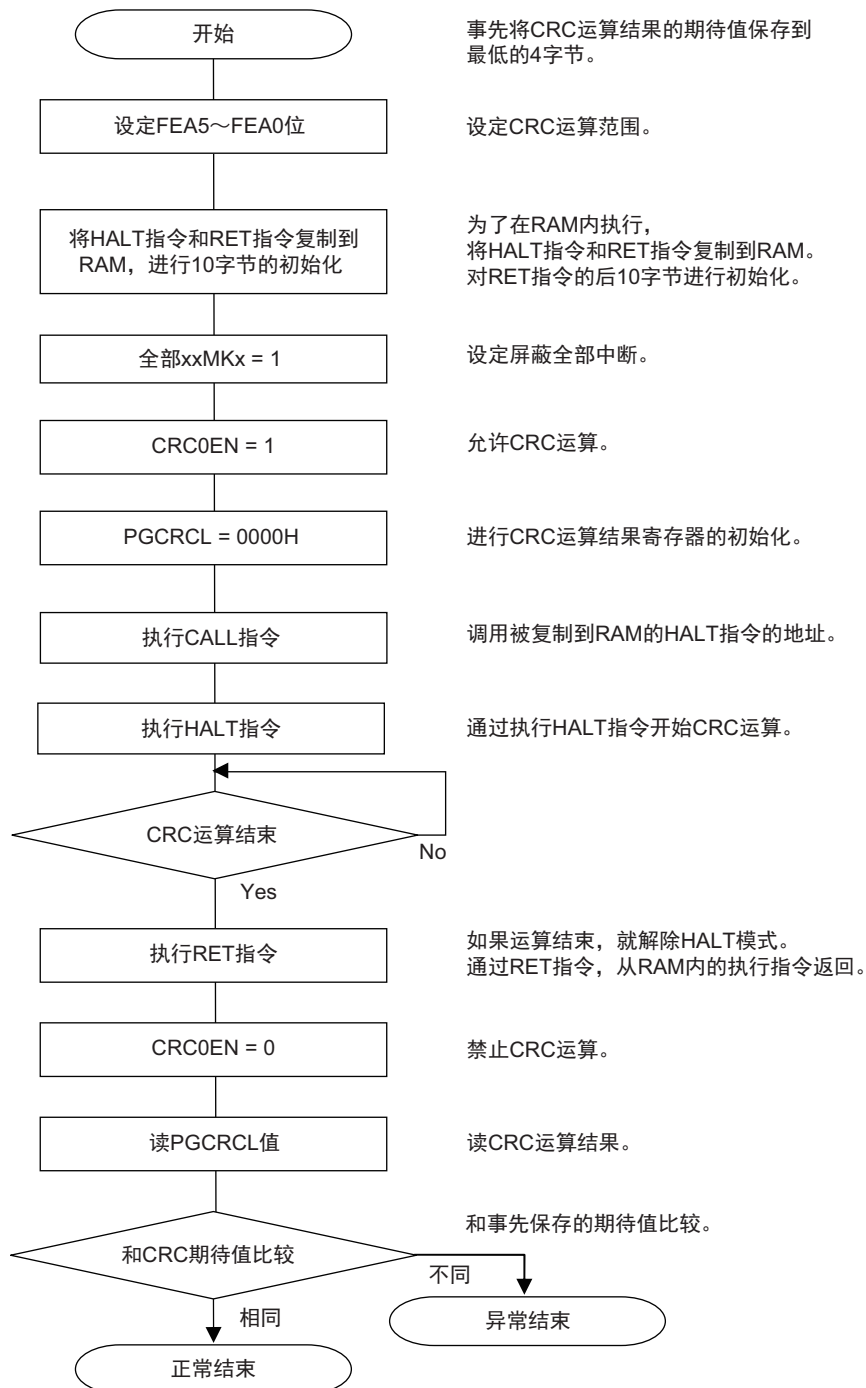 开始
事先将CRC运算结果的期待值保存到
最低的4字节。
设定FEA5～FEA0位
设定CRC运算范围。
将HALT指令和RET指令复制到
RAM，进行10字节的初始化
为了在RAM内执行，
将HALT指令和RET指令复制到RAM。
对RET指令的后10字节进行初始化。
全部xxMKx = 1
设定屏蔽全部中断。
CRC0EN = 1
允许CRC运算。
PGCRCL = 0000H
进行CRC运算结果寄存器的初始化。
执行CALL指令
调用被复制到RAM的HALT指令的地址。
执行HALT指令
通过执行HALT指令开始CRC运算。
CRC运算结束
No
Yes
执行RET指令
如果运算结束，就解除HALT模式。
通过RET指令，从RAM内的执行指令返回。
CRC0EN = 0
禁止CRC运算。
读PGCRCL值
读CRC运算结果。
和事先保存的期待值比较。
和CRC期待值比较
不同
相同
异常结束
正常结束